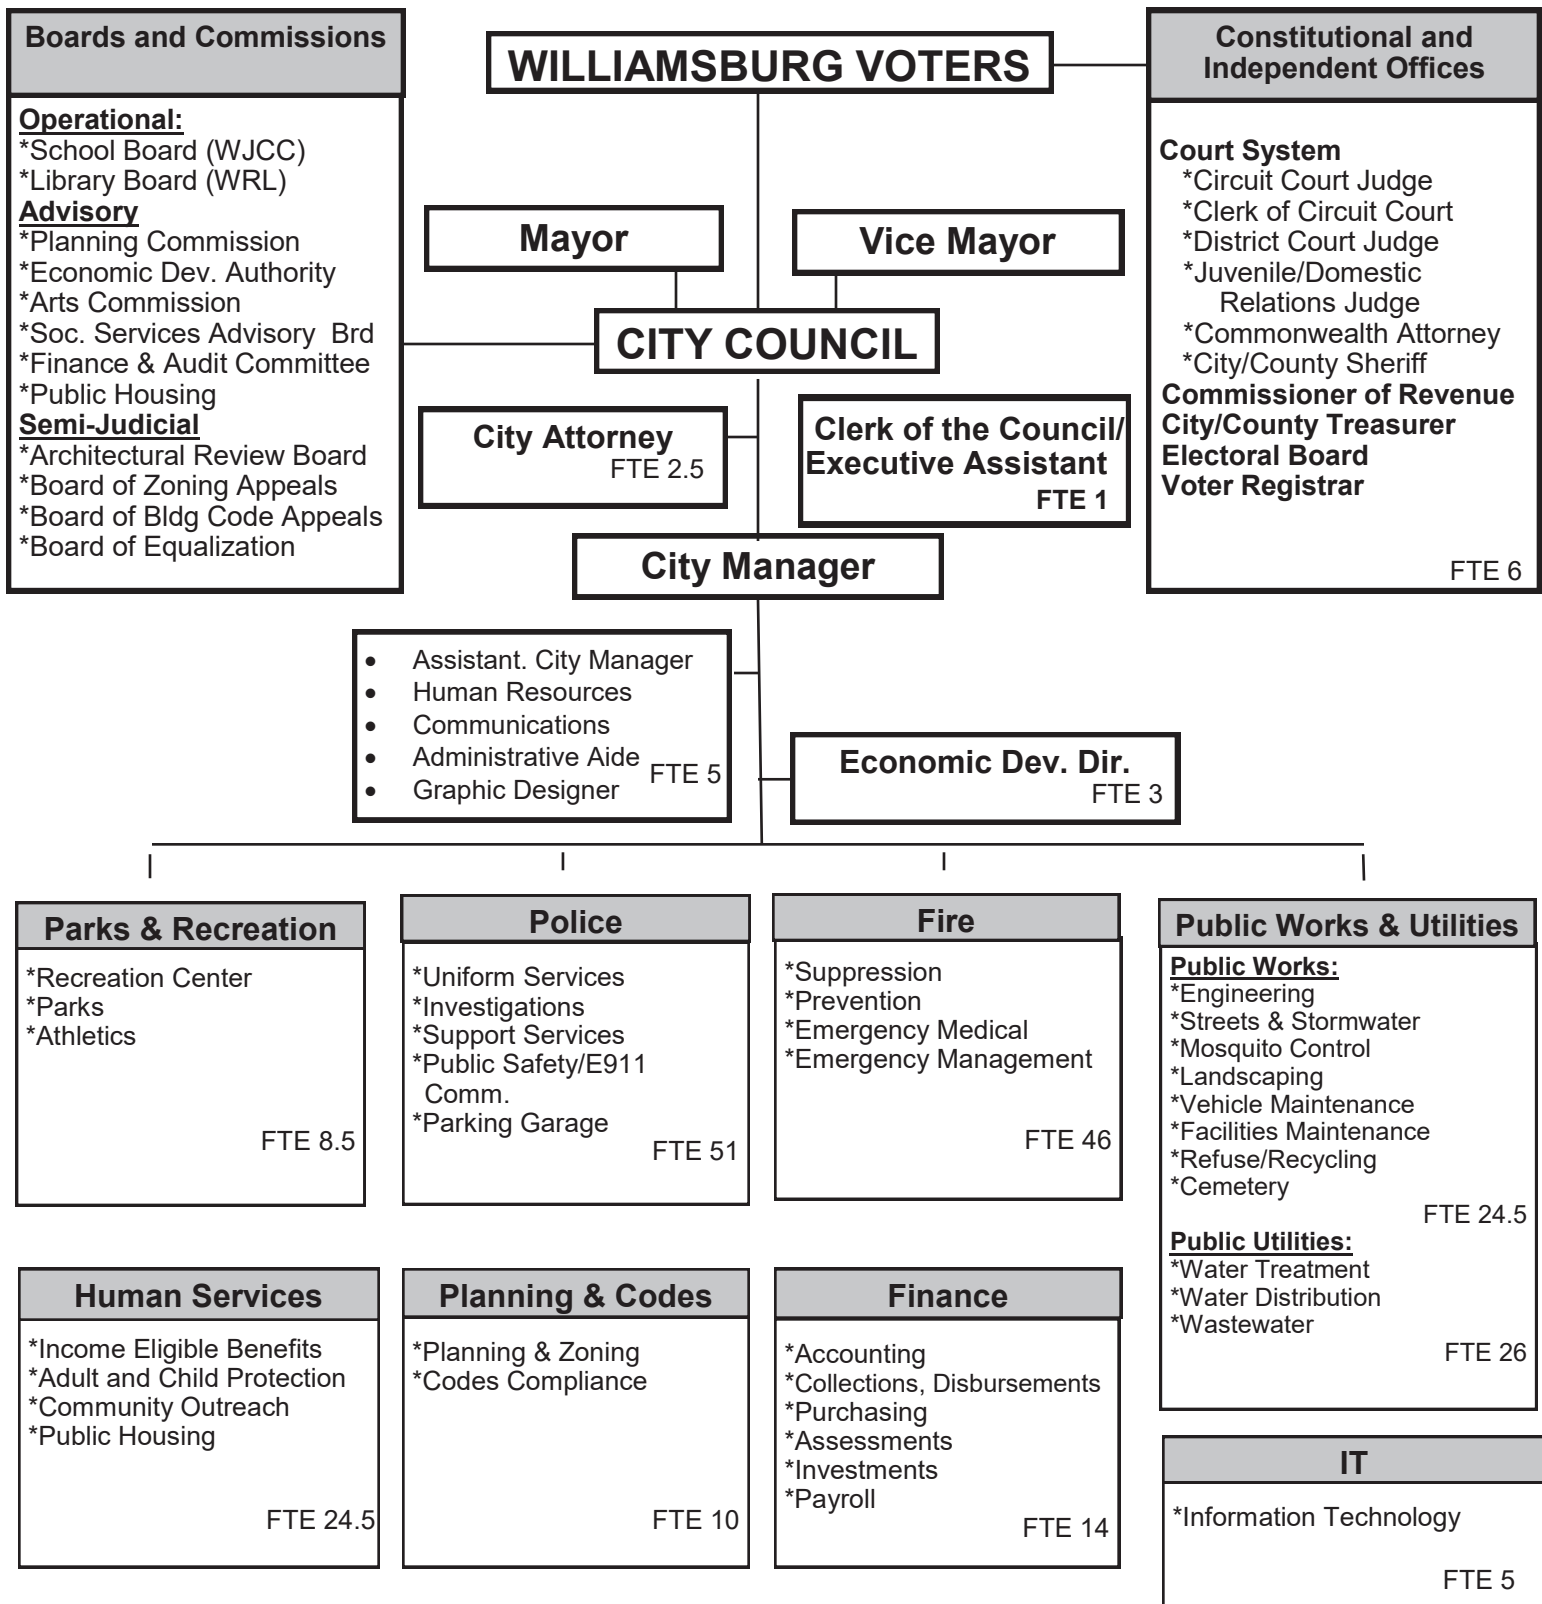 Boards and Commissions
Operational:
*School Board (WJCC)
*Library Board (WRL)
Advisory
*Planning Commission
*Economic Dev. Authority
*Arts Commission
*Soc. Services Advisory  Brd
*Finance & Audit Committee
*Public Housing
Semi-Judicial
*Architectural Review Board
*Board of Zoning Appeals
*Board of Bldg Code Appeals
*Board of Equalization
WILLIAMSBURG VOTERS
Mayor
Vice Mayor
CITY COUNCIL
City Attorney
FTE 2.5
Clerk of the Council/
Executive Assistant
FTE 1
City Manager
Constitutional and
Independent Offices
Court System
*Circuit Court Judge
*Clerk of Circuit Court
*District Court Judge
*Juvenile/Domestic
Relations Judge
*Commonwealth Attorney
*City/County Sheriff
Commissioner of Revenue
City/County Treasurer
Electoral Board
Voter Registrar
FTE 6
• Assistant. City Manager
• Human Resources
• Communications
• Administrative Aide
• Graphic Designer
FTE 5
Economic Dev. Dir.
FTE 3
Parks & Recreation
*Recreation Center
*Parks
*Athletics
FTE 8.5
Police
*Uniform Services
*Investigations
*Support Services
*Public Safety/E911
Comm.
*Parking Garage
FTE 51
Fire
*Suppression
*Prevention
*Emergency Medical
*Emergency Management
FTE 46
Public Works & Utilities
Public Works:
*Engineering
*Streets & Stormwater
*Mosquito Control
*Landscaping
*Vehicle Maintenance
*Facilities Maintenance
*Refuse/Recycling
*Cemetery
FTE 24.5
Public Utilities:
*Water Treatment
*Water Distribution
*Wastewater
FTE 26
Human Services
*Income Eligible Benefits
*Adult and Child Protection
*Community Outreach
*Public Housing
FTE 24.5
Planning & Codes
*Planning & Zoning
*Codes Compliance
FTE 10
Finance
*Accounting
*Collections, Disbursements
*Purchasing
*Assessments
*Investments
*Payroll
FTE 14
IT
*Information Technology
FTE 5